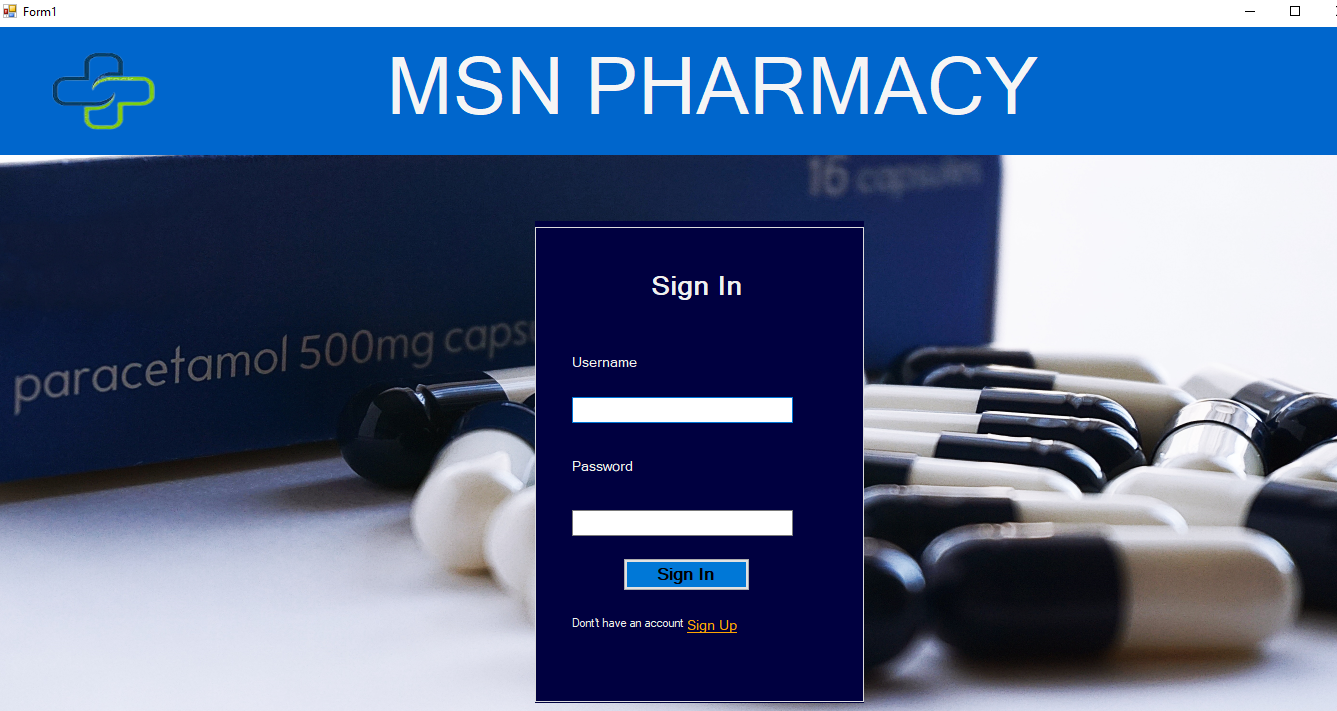 Form1
MSN PHARMACY
16 capsules
paracetamol 500mg caps
Sign In
Username
Password
Sign In
Dont't have an account Sign Up